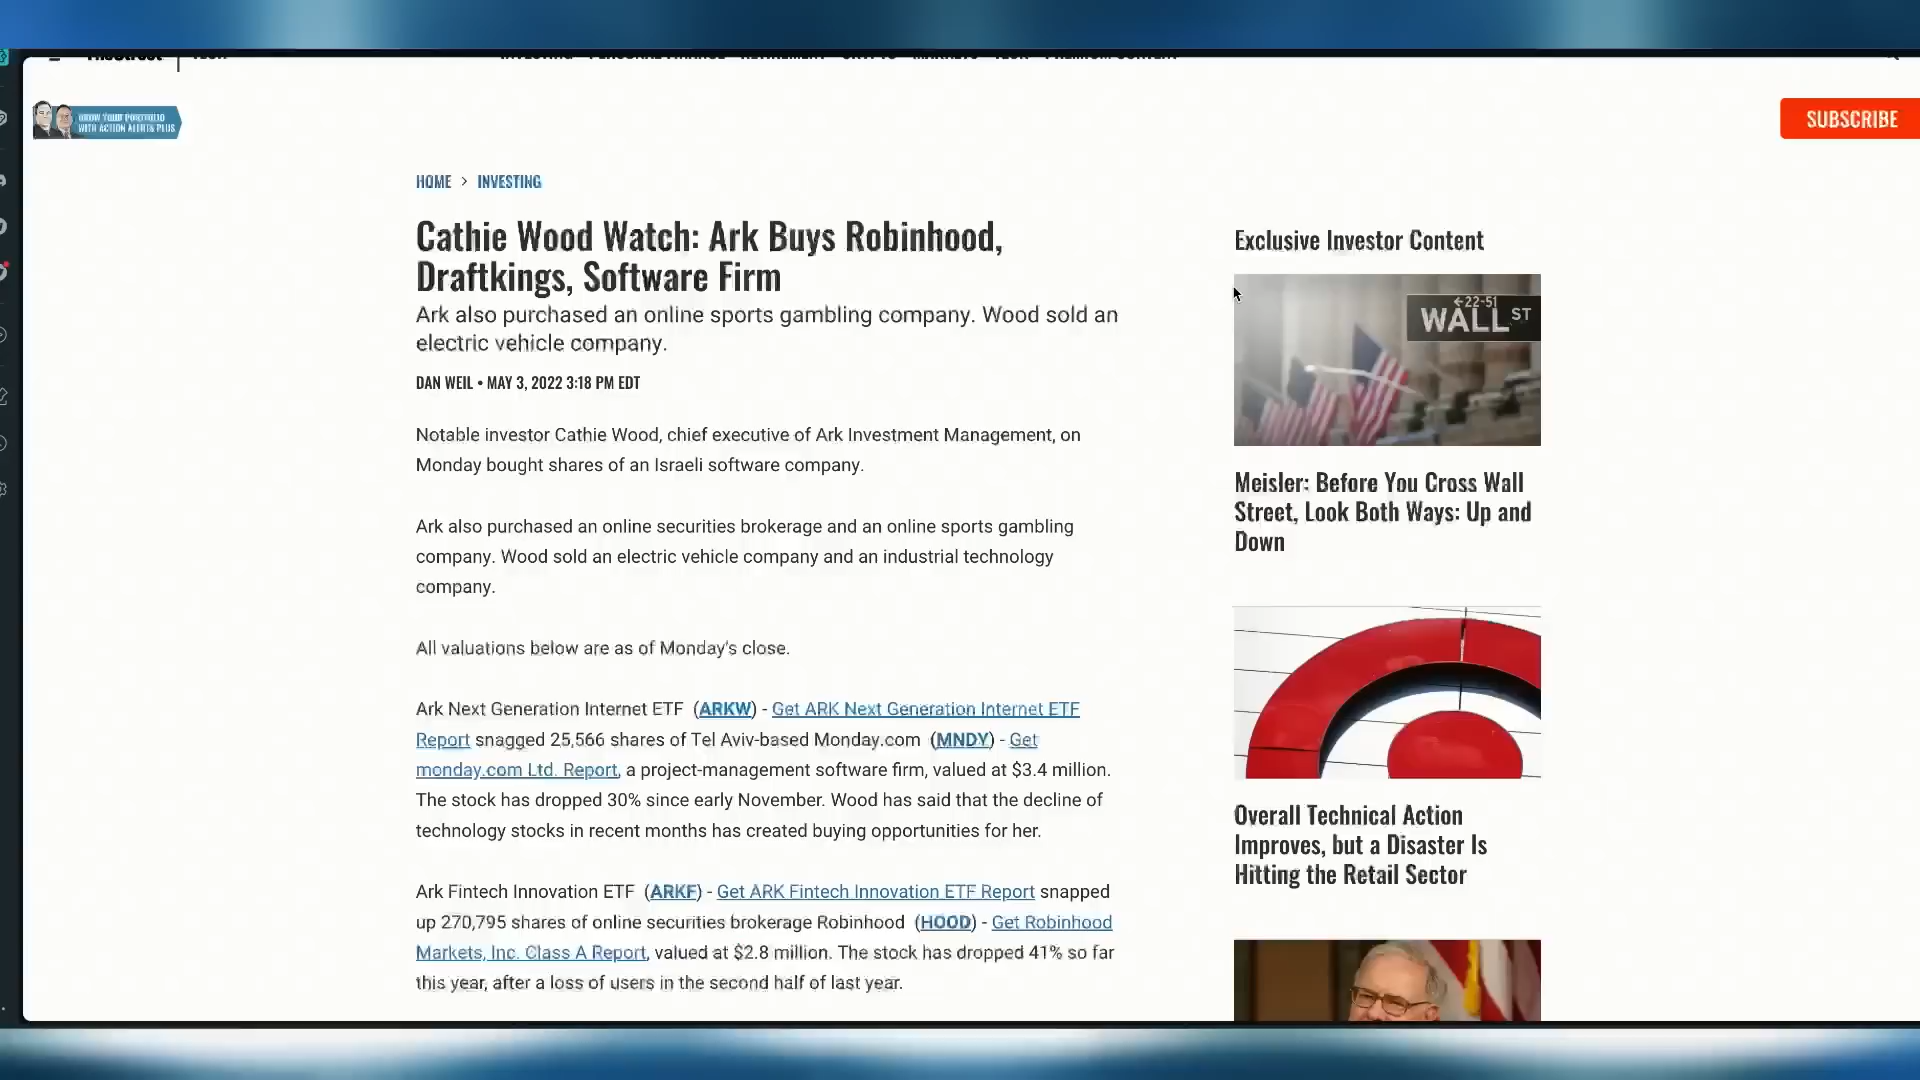 GROW YOUR PORTFOLIO
WITH ACTION ALERTS PLUS
SUBSCRIBE
HOME > INVESTING
Cathie Wood Watch: Ark Buys Robinhood,
Draftkings, Software Firm
Ark also purchased an online sports gambling company. Wood sold an
electric vehicle company.
DAN WEIL • MAY 3, 2022 3:18 PM EDT
Notable investor Cathie Wood, chief executive of Ark Investment Management, on
Monday bought shares of an Israeli software company.
Ark also purchased an online securities brokerage and an online sports gambling
company. Wood sold an electric vehicle company and an industrial technology
company.
All valuations below are as of Monday's close.
Ark Next Generation Internet ETF (ARKW) - Get ARK Next Generation Internet ETF
Report snagged 25,566 shares of Tel Aviv-based Monday.com (MNDY) - Get
monday.com Ltd. Report, a project-management software firm, valued at $3.4 million.
The stock has dropped 30% since early November. Wood has said that the decline of
technology stocks in recent months has created buying opportunities for her.
Ark Fintech Innovation ETF (ARKF) - Get ARK Fintech Innovation ETF Report snapped
up 270,795 shares of online securities brokerage Robinhood (HOOD) - Get Robinhood
Markets, Inc. Class A Report, valued at $2.8 million. The stock has dropped 41% so far
this year, after a loss of users in the second half of last year.
Exclusive Investor Content
←22-51
WALL ST
Meisler: Before You Cross Wall
Street, Look Both Ways: Up and
Down
Overall Technical Action
Improves, but a Disaster Is
Hitting the Retail Sector